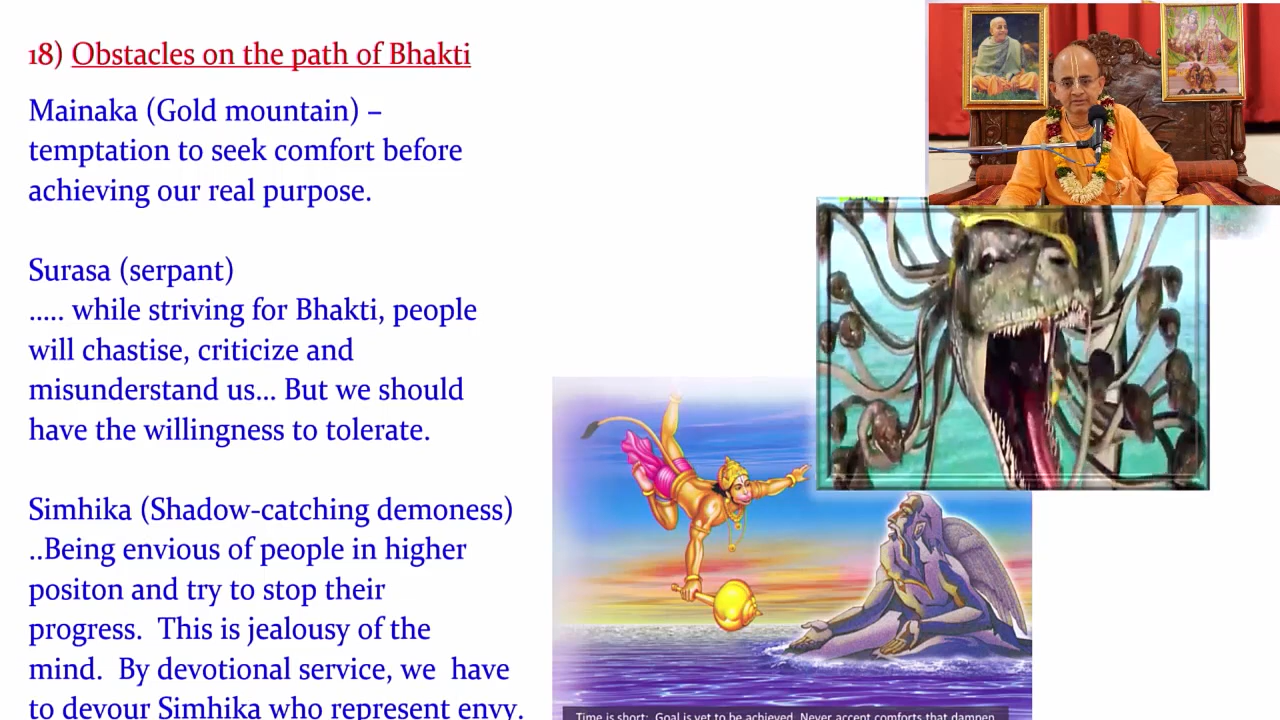 18) Obstacles on the path of Bhakti
Mainaka (Gold mountain) –
temptation to seek comfort before
achieving our real purpose.
Surasa (serpant)
..... while striving for Bhakti, people
will chastise, criticize and
misunderstand us... But we should
have the willingness to tolerate.
Simhika (Shadow-catching demoness)
..Being envious of people in higher
positon and try to stop their
progress. This is jealousy of the
mind. By devotional service, we have
to devour Simhika who represent envy.
Time is short; Goal is yet to be achieved. Never accept comforts that dampen